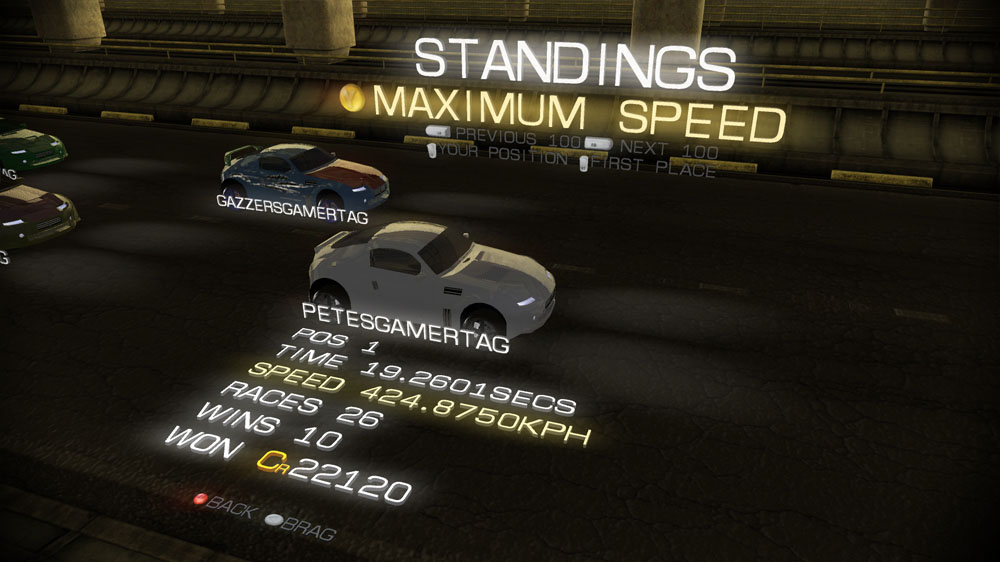 STANDINGS
Y MAXIMUM SPEED
PREVIOUS 100 NEXT 100
YOUR POSITION FIRST PLACE
AG
GAZZERSGAMERTAG
G
PETESGAMERTAG
POS 1
TIME 19.2601SECS
SPEED 424.8750KPH
RACES 26
WINS 10
WON CR22120
BACK BRAG